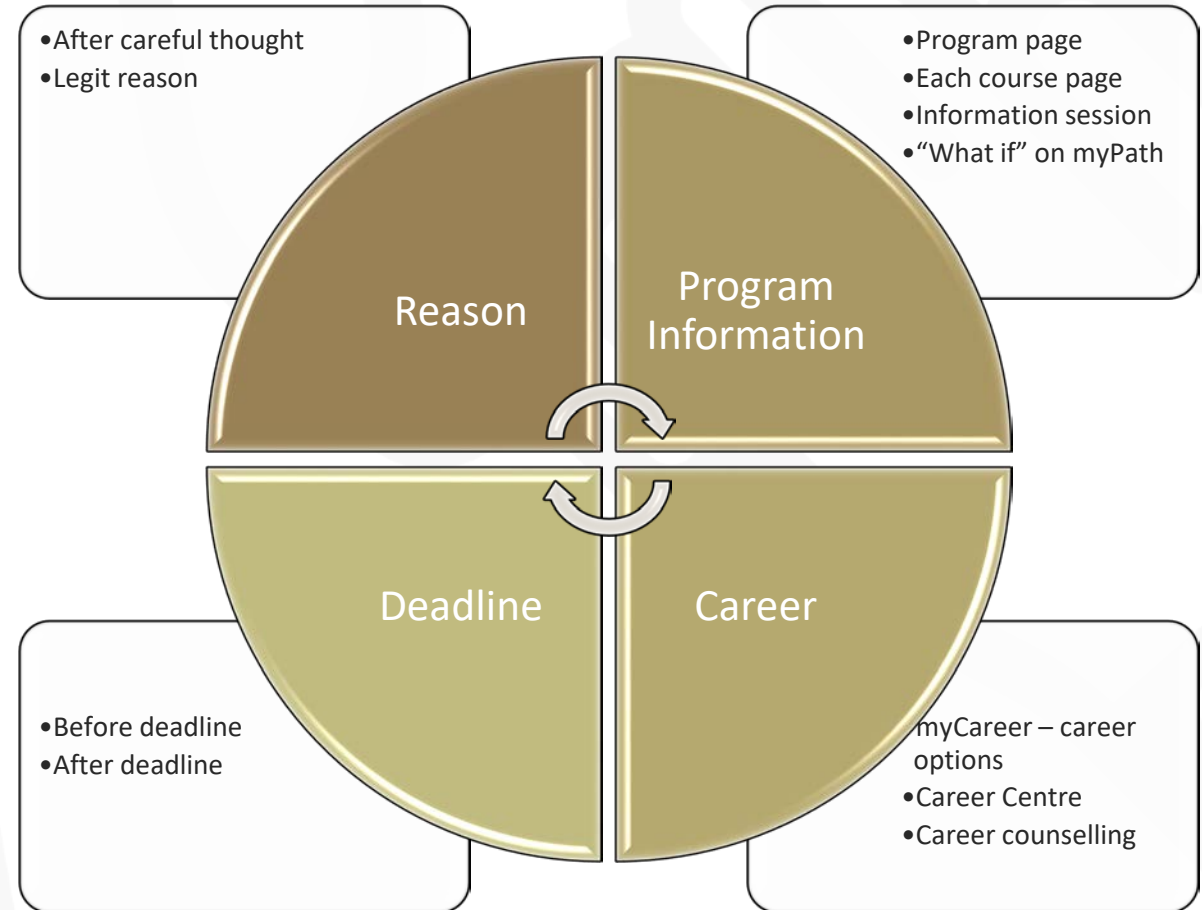 •After careful thought
•Legit reason
•Program page
•Each course page
•Information session
•“What if” on myPath
Reason
Program
Information
Deadline
Career
•Before deadline
•After deadline
myCareer – career
options
•Career Centre
•Career counselling